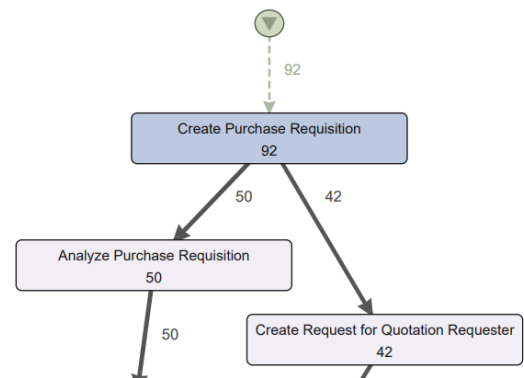 92
Create Purchase Requisition
92
50
42
Analyze Purchase Requisition
50
50
Create Request for Quotation Requester
42